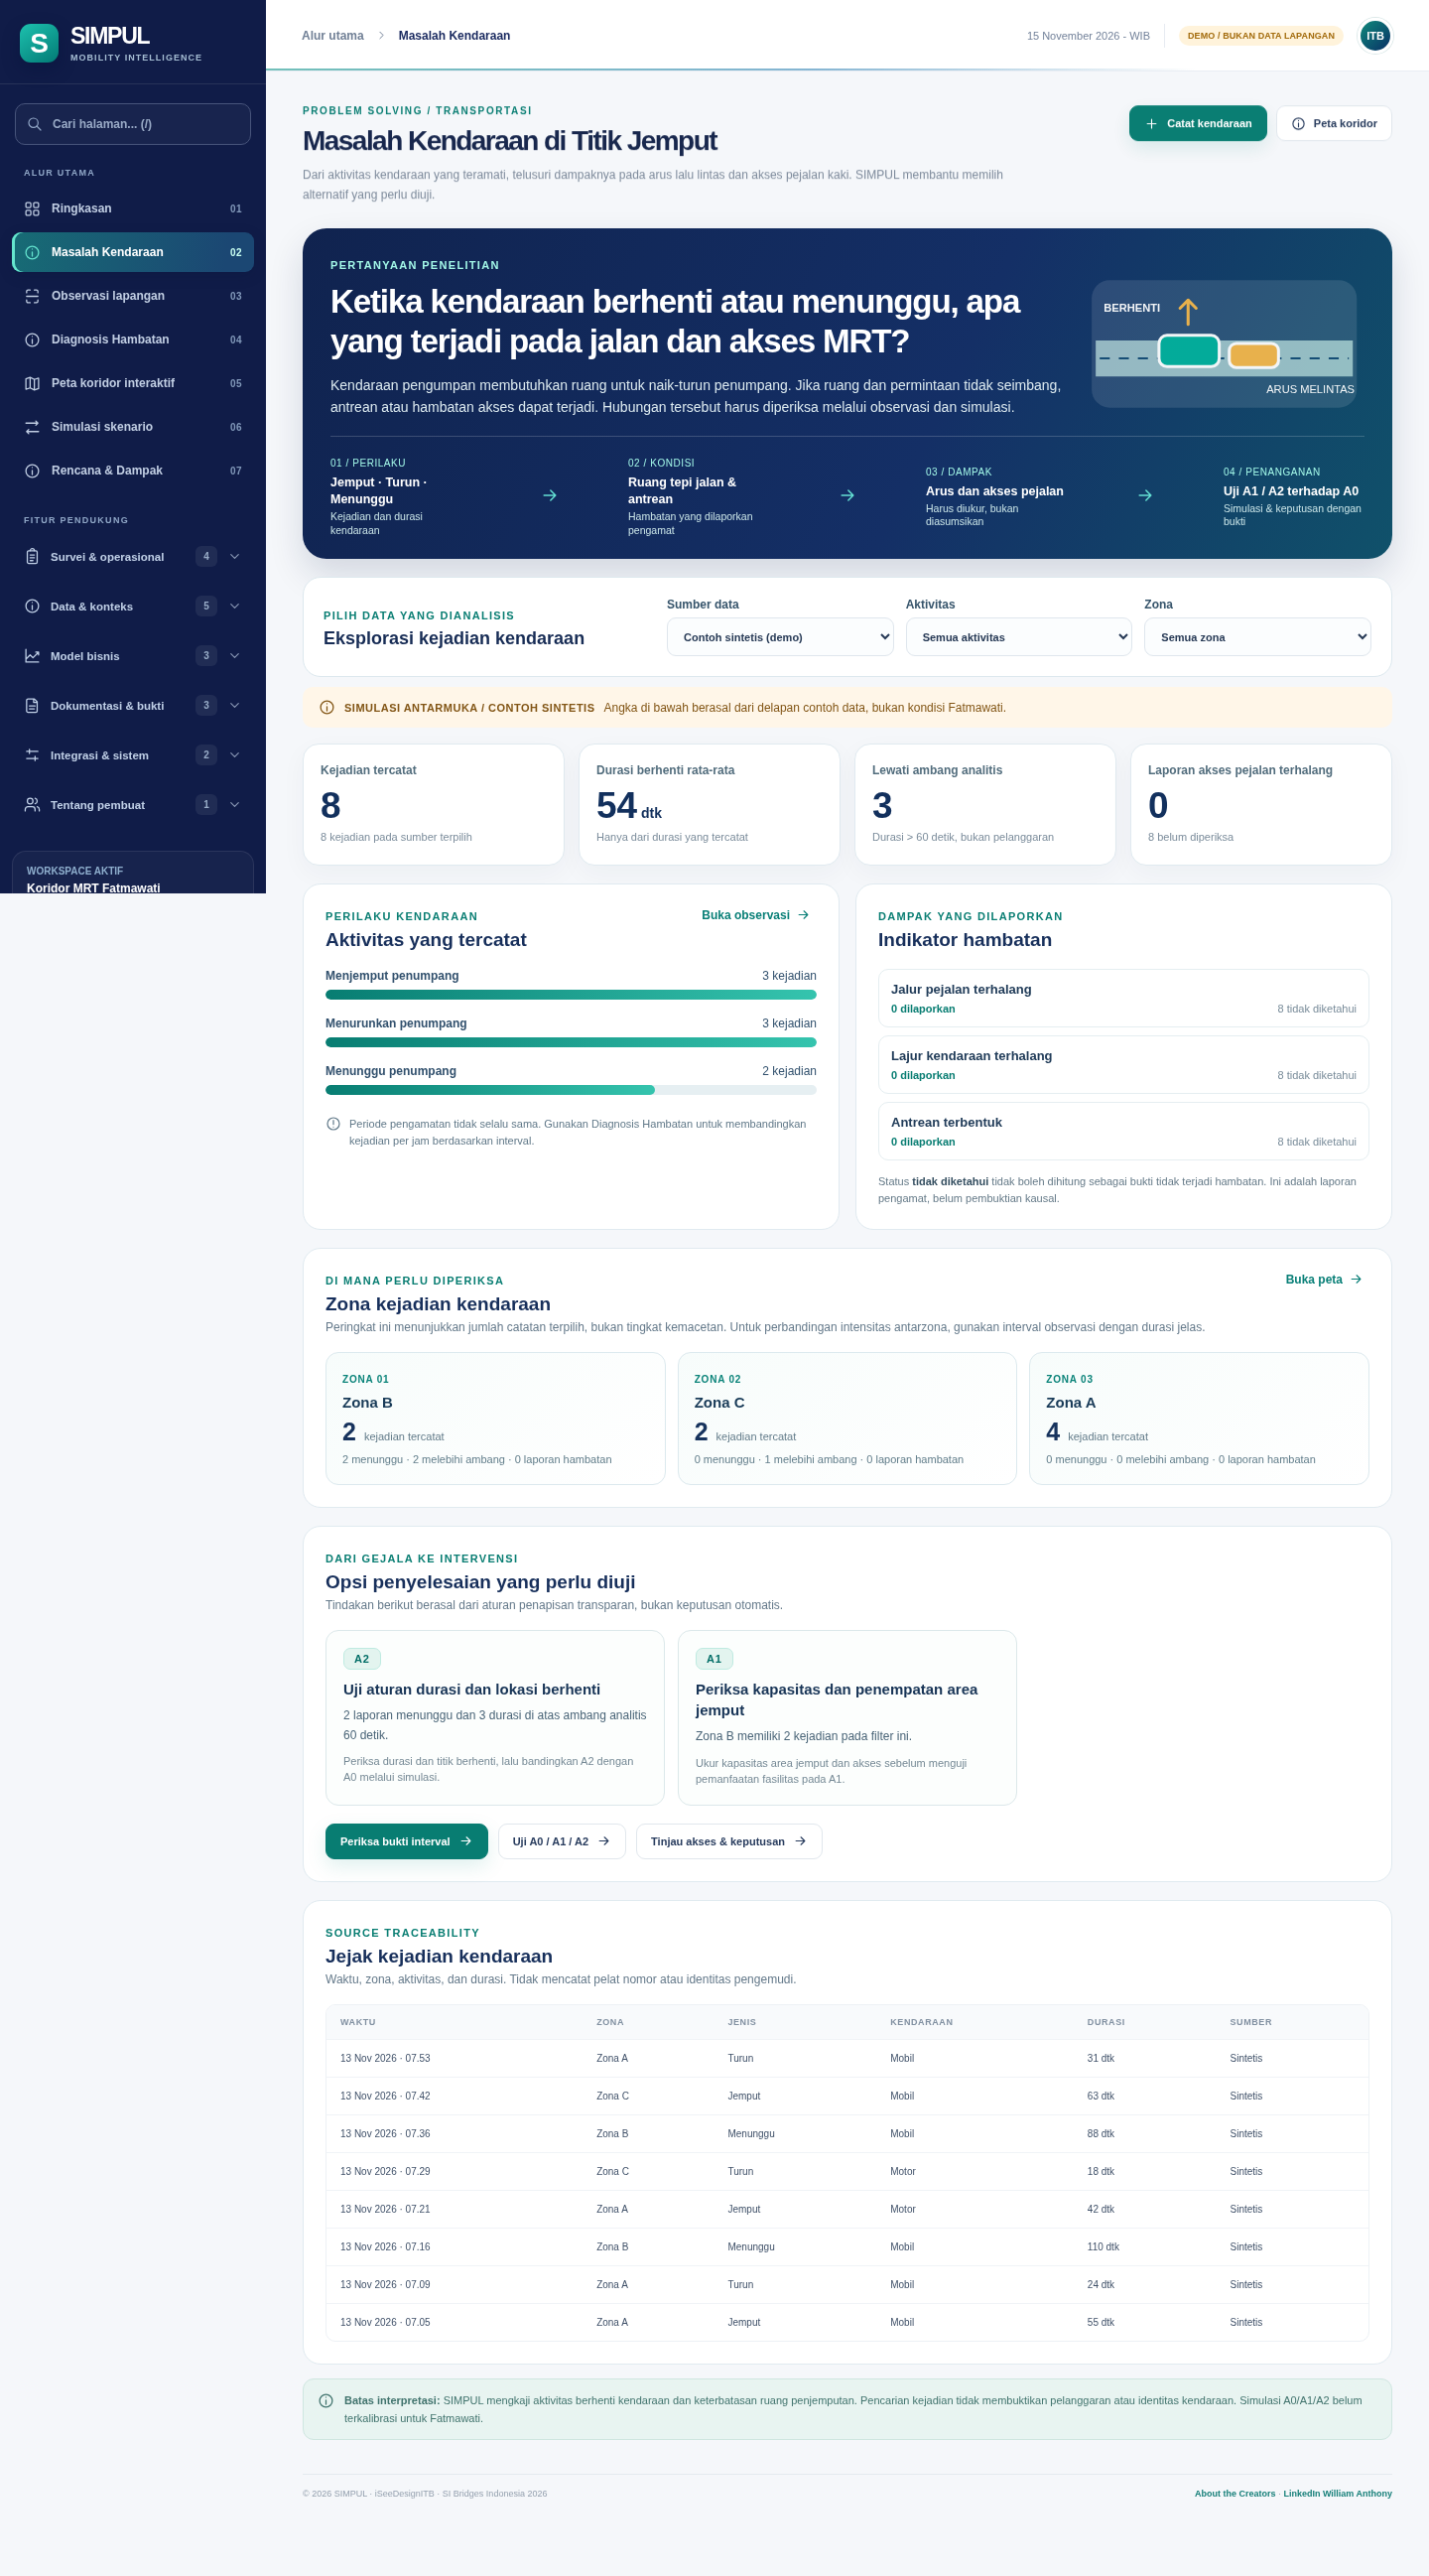 S
SIMPUL
MOBILITY INTELLIGENCE
Cari halaman... (/)
ALUR UTAMA
Ringkasan 01
Masalah Kendaraan 02
Observasi lapangan 03
Diagnosis Hambatan 04
Peta koridor interaktif 05
Simulasi skenario 06
Rencana & Dampak 07
FITUR PENDUKUNG
Survei & operasional 4
Data & konteks 5
Model bisnis 3
Dokumentasi & bukti 3
Integrasi & sistem 2
Tentang pembuat 1
WORKSPACE AKTIF
Koridor MRT Fatmawati
Alur utama Masalah Kendaraan
15 November 2026 - WIB
DEMO / BUKAN DATA LAPANGAN
ITB
PROBLEM SOLVING / TRANSPORTASI
Masalah Kendaraan di Titik Jemput
Dari aktivitas kendaraan yang teramati, telusuri dampaknya pada arus lalu lintas dan akses pejalan kaki. SIMPUL membantu memilih
alternatif yang perlu diuji.
Catat kendaraan
Peta koridor
PERTANYAAN PENELITIAN
Ketika kendaraan berhenti atau menunggu, apa
yang terjadi pada jalan dan akses MRT?
Kendaraan pengumpan membutuhkan ruang untuk naik-turun penumpang. Jika ruang dan permintaan tidak seimbang,
antrean atau hambatan akses dapat terjadi. Hubungan tersebut harus diperiksa melalui observasi dan simulasi.
BERHENTI
ARUS MELINTAS
01 / PERILAKU
Jemput · Turun ·
Menunggu
Kejadian dan durasi
kendaraan
02 / KONDISI
Ruang tepi jalan &
antrean
Hambatan yang dilaporkan
pengamat
03 / DAMPAK
Arus dan akses pejalan
Harus diukur, bukan
diasumsikan
04 / PENANGANAN
Uji A1 / A2 terhadap A0
Simulasi & keputusan dengan
bukti
PILIH DATA YANG DIANALISIS
Eksplorasi kejadian kendaraan
Sumber data
Contoh sintetis (demo)
Aktivitas
Semua aktivitas
Zona
Semua zona
SIMULASI ANTARMUKA / CONTOH SINTETIS Angka di bawah berasal dari delapan contoh data, bukan kondisi Fatmawati.
Kejadian tercatat
8
8 kejadian pada sumber terpilih
Durasi berhenti rata-rata
54 dtk
Hanya dari durasi yang tercatat
Lewati ambang analitis
3
Durasi > 60 detik, bukan pelanggaran
Laporan akses pejalan terhalang
0
8 belum diperiksa
PERILAKU KENDARAAN
Aktivitas yang tercatat
Buka observasi
Menjemput penumpang 3 kejadian
Menurunkan penumpang 3 kejadian
Menunggu penumpang 2 kejadian
Periode pengamatan tidak selalu sama. Gunakan Diagnosis Hambatan untuk membandingkan
kejadian per jam berdasarkan interval.
DAMPAK YANG DILAPORKAN
Indikator hambatan
Jalur pejalan terhalang
0 dilaporkan 8 tidak diketahui
Lajur kendaraan terhalang
0 dilaporkan 8 tidak diketahui
Antrean terbentuk
0 dilaporkan 8 tidak diketahui
Status tidak diketahui tidak boleh dihitung sebagai bukti tidak terjadi hambatan. Ini adalah laporan
pengamat, belum pembuktian kausal.
DI MANA PERLU DIPERIKSA
Zona kejadian kendaraan
Peringkat ini menunjukkan jumlah catatan terpilih, bukan tingkat kemacetan. Untuk perbandingan intensitas antarzona, gunakan interval observasi dengan durasi jelas.
Buka peta
ZONA 01
Zona B
2 kejadian tercatat
2 menunggu · 2 melebihi ambang · 0 laporan hambatan
ZONA 02
Zona C
2 kejadian tercatat
0 menunggu · 1 melebihi ambang · 0 laporan hambatan
ZONA 03
Zona A
4 kejadian tercatat
0 menunggu · 0 melebihi ambang · 0 laporan hambatan
DARI GEJALA KE INTERVENSI
Opsi penyelesaian yang perlu diuji
Tindakan berikut berasal dari aturan penapisan transparan, bukan keputusan otomatis.
A2
Uji aturan durasi dan lokasi berhenti
2 laporan menunggu dan 3 durasi di atas ambang analitis
60 detik.
Periksa durasi dan titik berhenti, lalu bandingkan A2 dengan
A0 melalui simulasi.
A1
Periksa kapasitas dan penempatan area
jemput
Zona B memiliki 2 kejadian pada filter ini.
Ukur kapasitas area jemput dan akses sebelum menguji
pemanfaatan fasilitas pada A1.
Periksa bukti interval
Uji A0 / A1 / A2
Tinjau akses & keputusan
SOURCE TRACEABILITY
Jejak kejadian kendaraan
Waktu, zona, aktivitas, dan durasi. Tidak mencatat pelat nomor atau identitas pengemudi.
WAKTU ZONA JENIS KENDARAAN DURASI SUMBER
13 Nov 2026 · 07.53 Zona A Turun Mobil 31 dtk Sintetis
13 Nov 2026 · 07.42 Zona C Jemput Mobil 63 dtk Sintetis
13 Nov 2026 · 07.36 Zona B Menunggu Mobil 88 dtk Sintetis
13 Nov 2026 · 07.29 Zona C Turun Motor 18 dtk Sintetis
13 Nov 2026 · 07.21 Zona A Jemput Motor 42 dtk Sintetis
13 Nov 2026 · 07.16 Zona B Menunggu Mobil 110 dtk Sintetis
13 Nov 2026 · 07.09 Zona A Turun Mobil 24 dtk Sintetis
13 Nov 2026 · 07.05 Zona A Jemput Mobil 55 dtk Sintetis
Batas interpretasi: SIMPUL mengkaji aktivitas berhenti kendaraan dan keterbatasan ruang penjemputan. Pencarian kejadian tidak membuktikan pelanggaran atau identitas kendaraan. Simulasi A0/A1/A2 belum
terkalibrasi untuk Fatmawati.
© 2026 SIMPUL · iSeeDesignITB · SI Bridges Indonesia 2026
About the Creators · LinkedIn William Anthony